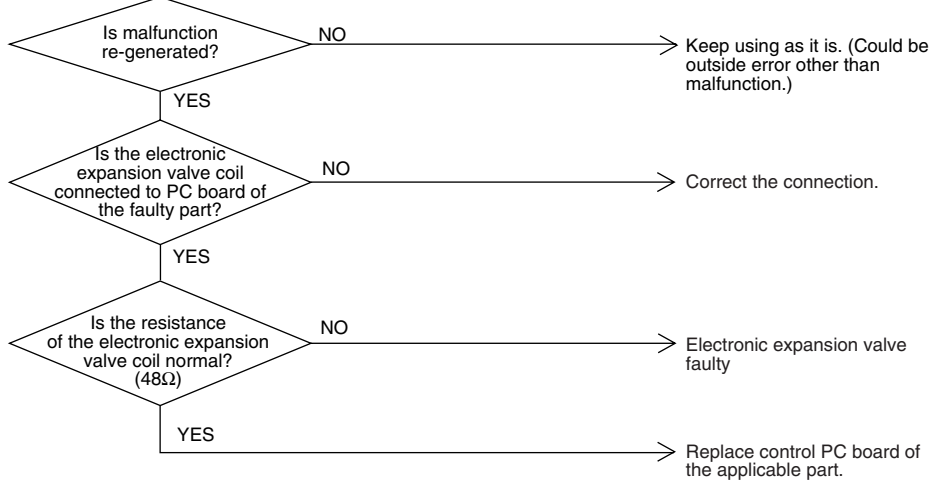 Is malfunction
re-generated?
NO
Keep using as it is. (Could be
outside error other than
malfunction.)
YES
Is the electronic
expansion valve coil
connected to PC board of
the faulty part?
NO
Correct the connection.
YES
Is the resistance
of the electronic expansion
valve coil normal?
(48Ω)
NO
Electronic expansion valve
faulty
YES
Replace control PC board of
the applicable part.